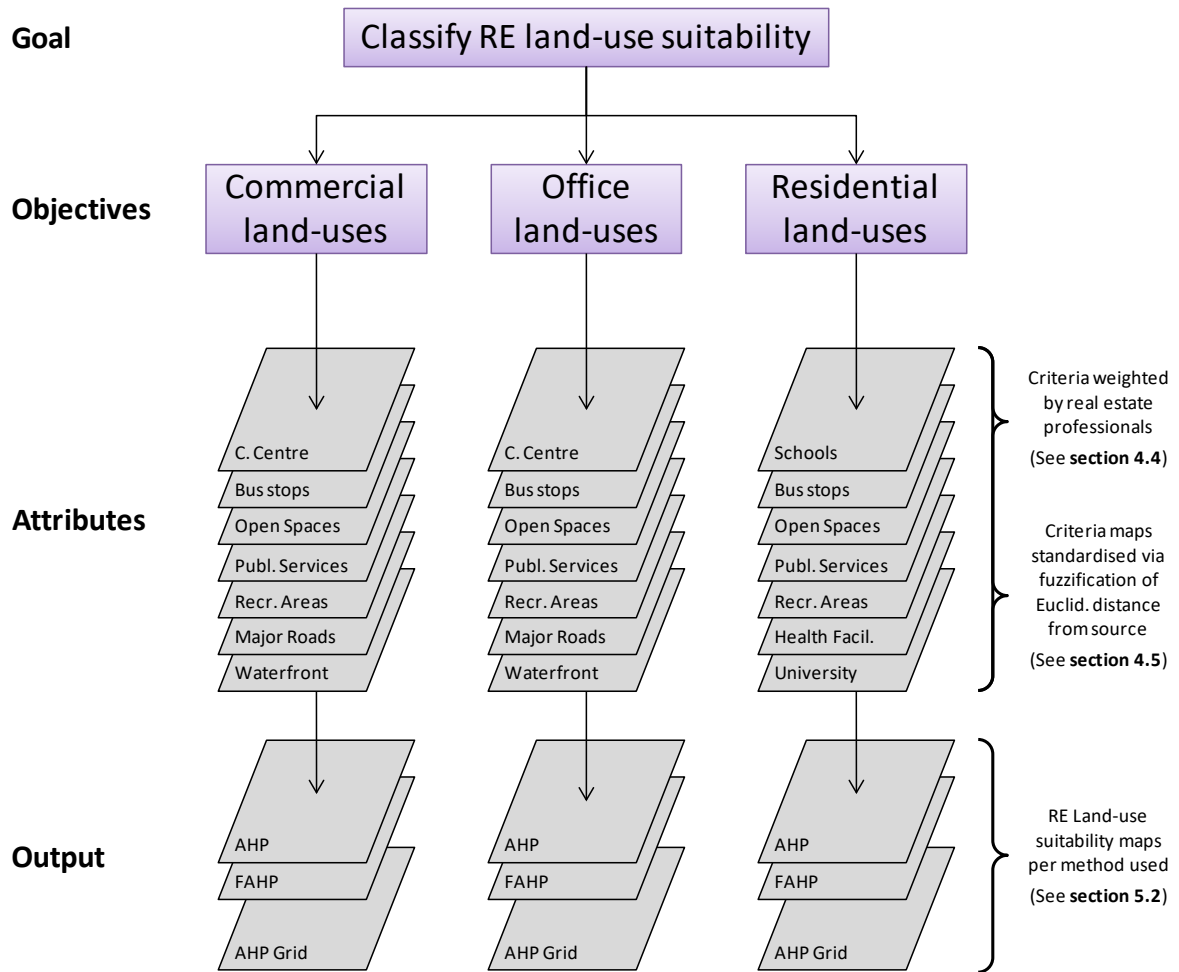 Goal
Classify RE land-use suitability
Objectives
Commercial
land-uses
Office
land-uses
Residential
land-uses
Attributes
C. Centre
Bus stops
Open Spaces
Publ. Services
Recr. Areas
Major Roads
Waterfront
C. Centre
Bus stops
Open Spaces
Publ. Services
Recr. Areas
Major Roads
Waterfront
Schools
Bus stops
Open Spaces
Publ. Services
Recr. Areas
Health Facil.
University
Criteria weighted
by real estate
professionals
(See section 4.4)
Criteria maps
standardised via
fuzzification of
Euclid. distance
from source
(See section 4.5)
Output
AHP
FAHP
AHP Grid
AHP
FAHP
AHP Grid
AHP
FAHP
AHP Grid
RE Land-use
suitability maps
per method used
(See section 5.2)